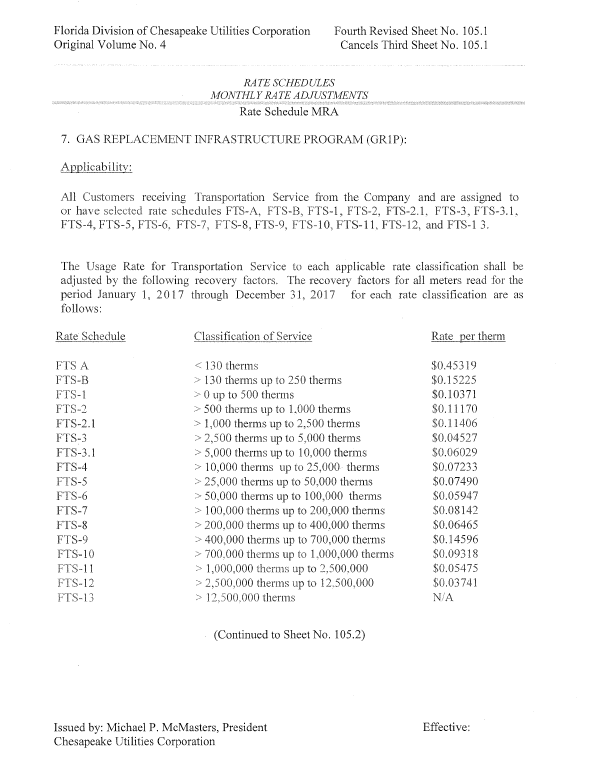 Florida Division of Chesapeake Utilities Corporation Fourth Revised Sheet No. 105.1
Original Volume No. 4 Cancels Third Sheet No. 105.1
RATE SCHEDULES
MONTHLY RATE ADJUSTMENTS
Rate Schedule MRA
7. GAS REPLACEMENT INFRASTRUCTURE PROGRAM (GR1P):
Applicability:
All Customers receiving Transportation Service from the Company and are assigned to
or have selected rate schedules FTS-A, FTS-B, FTS-1, FTS-2, FTS-2.1, FTS-3, FTS-3.1,
FTS-4, FTS-5, FTS-6, FTS-7, FTS-8, FTS-9, FTS-10, FTS-11, FTS-12, and FTS-1 3.
The Usage Rate for Transportation Service to each applicable rate classification shall be
adjusted by the following recovery factors. The recovery factors for all meters read for the
period January 1, 2017 through December 31, 2017 for each rate classification are as
follows:
Rate Schedule Classification of Service Rate per therm
FTS A < 130 therms $0.45319
FTS-B > 130 therms up to 250 therms $0.15225
FTS-1 > 0 up to 500 therms $0.10371
FTS-2 > 500 therms up to 1,000 therms $0.11170
FTS-2.1 > 1,000 therms up to 2,500 therms $0.11406
FTS-3 > 2,500 therms up to 5,000 therms $0.04527
FTS-3.1 > 5,000 therms up to 10,000 therms $0.06029
FTS-4 > 10,000 therms up to 25,000 therms $0.07233
FTS-5 > 25,000 therms up to 50,000 therms $0.07490
FTS-6 > 50,000 therms up to 100,000 therms $0.05947
FTS-7 > 100,000 therms up to 200,000 therms $0.08142
FTS-8 > 200,000 therms up to 400,000 therms $0.06465
FTS-9 > 400,000 therms up to 700,000 therms $0.14596
FTS-10 > 700,000 therms up to 1,000,000 therms $0.09318
FTS-11 > 1,000,000 therms up to 2,500,000 $0.05475
FTS-12 > 2,500,000 therms up to 12,500,000 $0.03741
FTS-13 > 12,500,000 therms N/A
(Continued to Sheet No. 105.2)
Issued by: Michael P. McMasters, President Effective:
Chesapeake Utilities Corporation